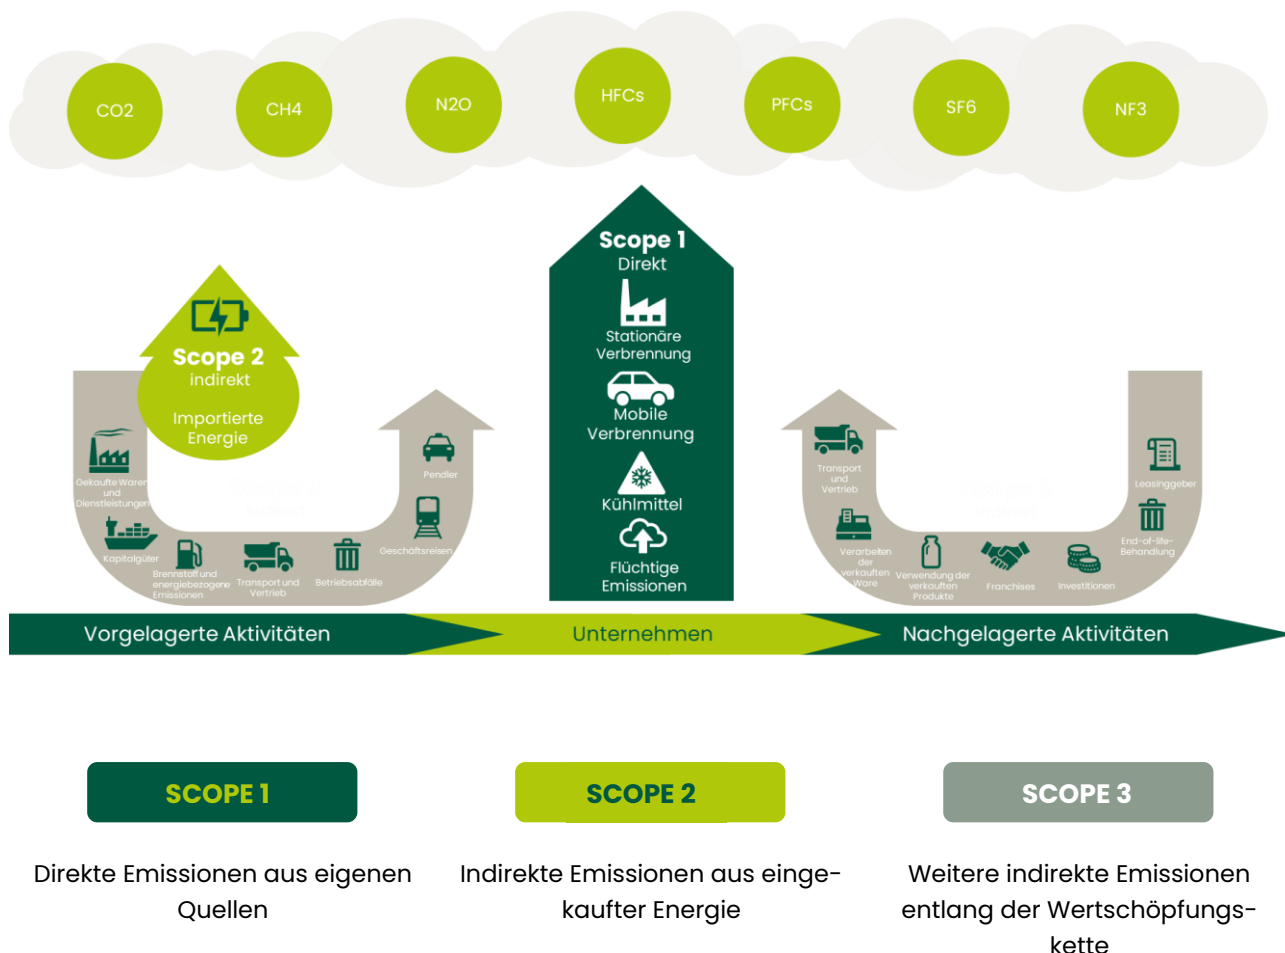 CO2
CH4
N2O
HFCs
PFCs
SF6
NF3
Scope 1
Direkt
Stationäre
Verbrennung
Mobile
Verbrennung
Kühlmittel
Flüchtige
Emissionen
Scope 2
indirekt
Importierte
Energie
Gekaufte Waren
und
Dienstleistungen
Kapitalgüter
Brennstoff und
energiebezogene
Emissionen
Transport und
Vertrieb
Betriebsabfälle
Geschäftsreisen
Pendler
Transport
und
Vertrieb
Verarbeiten
der
verkauften
Ware
Verwendung der
verkauften
Produkte
Franchises
Investitionen
End-of-life-
Behandlung
Leasinggeber
Vorgelagerte Aktivitäten
Unternehmen
Nachgelagerte Aktivitäten
SCOPE 1
Direkte Emissionen aus eigenen
Quellen
SCOPE 2
Indirekte Emissionen aus einge-
kaufter Energie
SCOPE 3
Weitere indirekte Emissionen
entlang der Wertschöpfungs-
kette